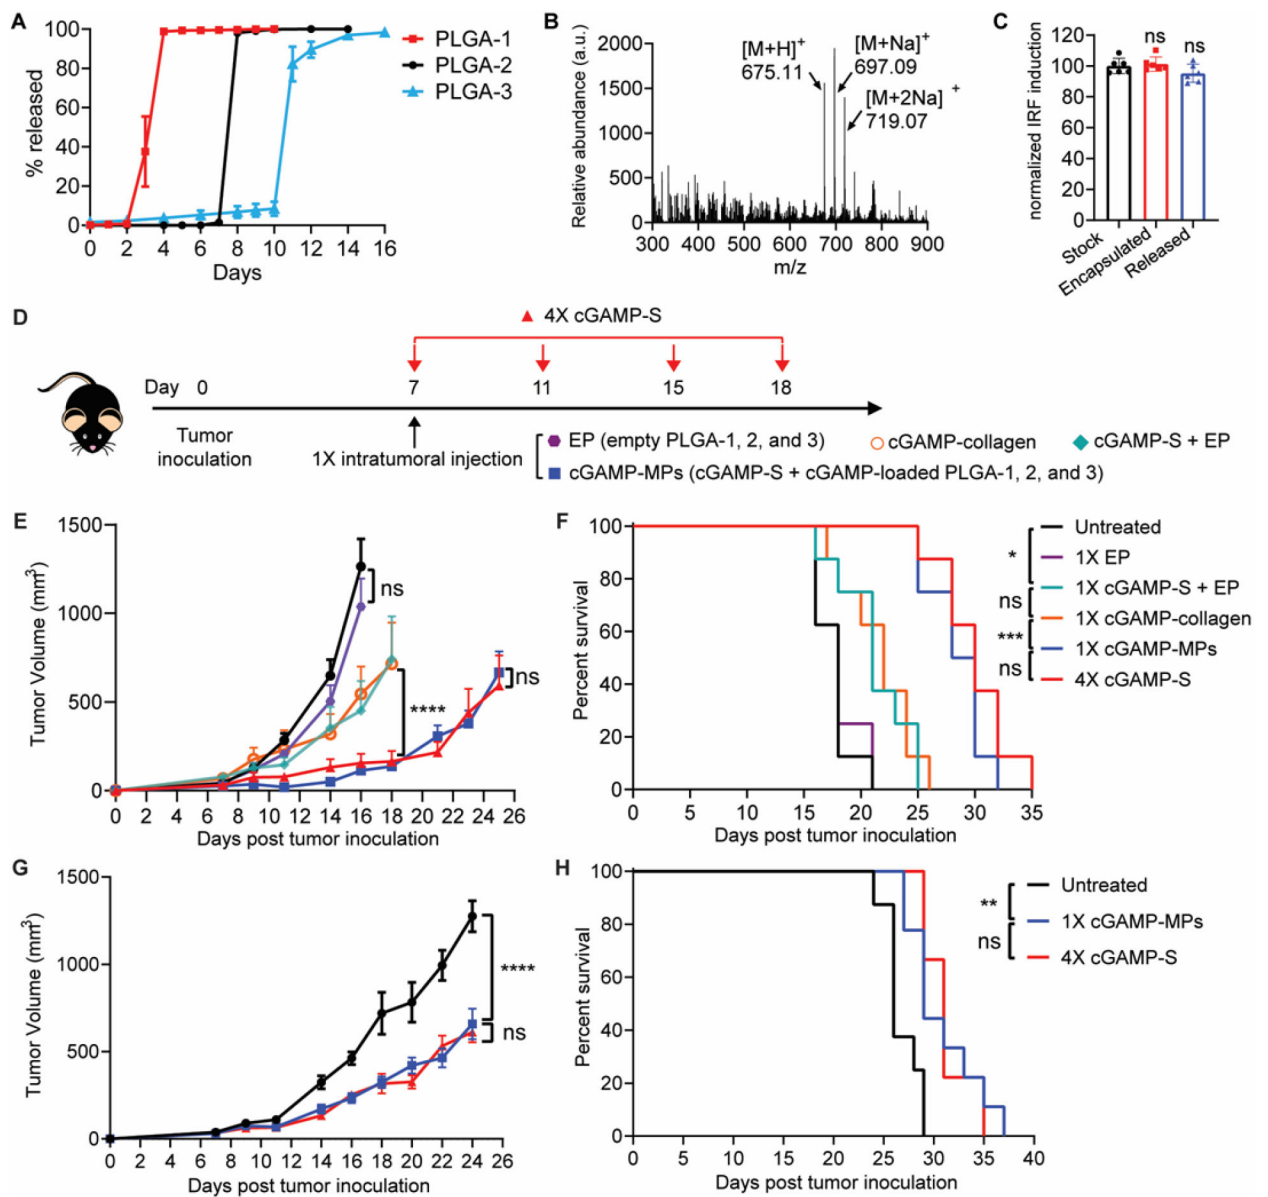 A
100
80
60
40
20
0
% released
0 2 4 6 8 10 12 14 16
Days
PLGA-1
PLGA-2
PLGA-3
B
2000
1500
1000
500
0
Relative abundance (a.u.)
[M+H]+
675.11
[M+Na]+
697.09
[M+2Na] +
719.07
300 400 500 600 700 800 900
m/z
C
120
100
80
60
40
20
0
normalized IRF induction
ns
ns
Stock
Encapsulated
Released
D
4X cGAMP-S
Day 0 7 11 15 18
Tumor
inoculation
1X intratumoral injection
EP (empty PLGA-1, 2, and 3)
cGAMP-collagen
cGAMP-S + EP
cGAMP-MPs (cGAMP-S + cGAMP-loaded PLGA-1, 2, and 3)
E
1500
1000
500
0
Tumor Volume (mm3)
ns
****
ns
0 2 4 6 8 10 12 14 16 18 20 22 24 26
Days post tumor inoculation
F
100
80
60
40
20
0
Percent survival
0 5 10 15 20 25 30 35
Days post tumor inoculation
*
ns
***
ns
Untreated
1X EP
1X cGAMP-S + EP
1X cGAMP-collagen
1X cGAMP-MPs
4X cGAMP-S
G
1500
1000
500
0
Tumor Volume (mm3)
****
ns
0 2 4 6 8 10 12 14 16 18 20 22 24 26
Days post tumor inoculation
H
100
80
60
40
20
0
Percent survival
0 5 10 15 20 25 30 35 40
Days post tumor inoculation
**
ns
Untreated
1X cGAMP-MPs
4X cGAMP-S